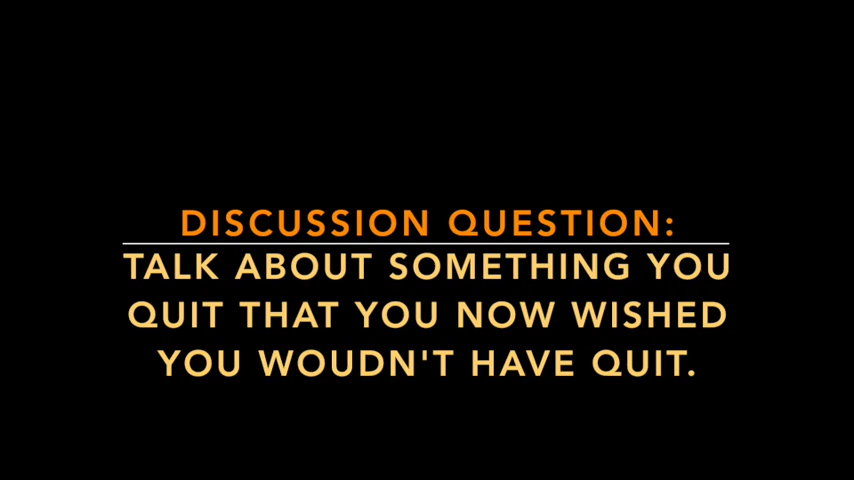 DISCUSSION QUESTION:
TALK ABOUT SOMETHING YOU
QUIT THAT YOU NOW WISHED
YOU WOUDN'T HAVE QUIT.